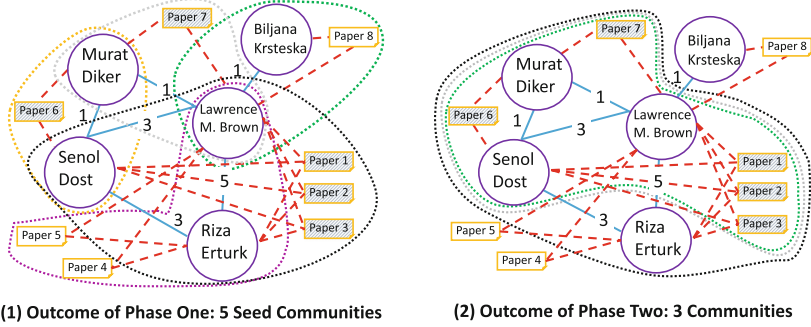 Paper 7
Biljana
Krsteska
Paper 8
Murat
Diker
1
1
Paper 6
1
3
Lawrence
M. Brown
Senol
Dost
Paper 1
Paper 2
5
Paper 3
3
Riza
Erturk
Paper 5
Paper 4
(1) Outcome of Phase One: 5 Seed Communities
Paper 7
Biljana
Krsteska
Paper 8
Murat
Diker
1
1
Paper 6
1
3
Lawrence
M. Brown
Senol
Dost
Paper 1
Paper 2
5
Paper 3
3
Riza
Erturk
Paper 5
Paper 4
(2) Outcome of Phase Two: 3 Communities